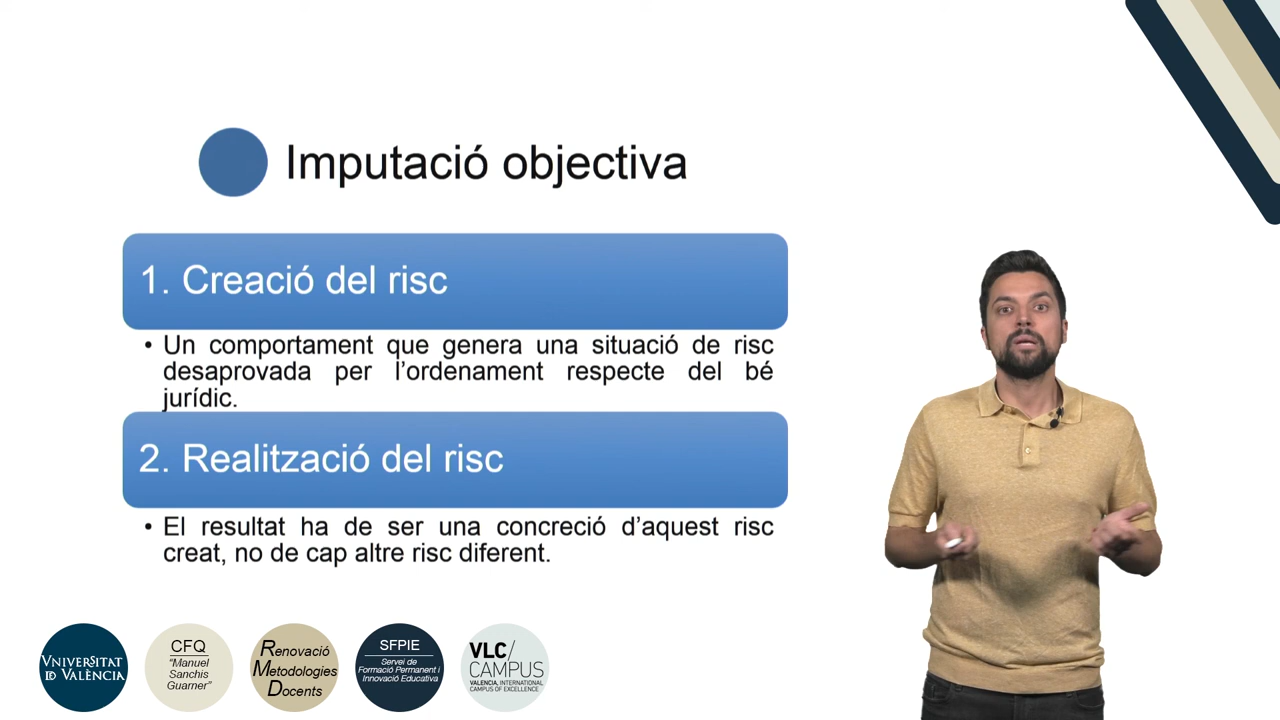 Imputació objectiva
1. Creació del risc
• Un comportament que genera una situació de risc
desaprovada per l’ordenament respecte del bé
jurídic.
2. Realització del risc
• El resultat ha de ser una concreció d’aquest risc
creat, no de cap altre risc diferent.
VNIVERSITAT
ID VALÈNCIA
CFQ
“Manuel
Sanchis
Guarner”
Renovació
Metodologies
Docents
SFPIE
Servei de
Formació Permanent i
Innovació Educativa
VLC/
CAMPUS
VALENCIA, INTERNATIONAL
CAMPUS OF EXCELLENCE